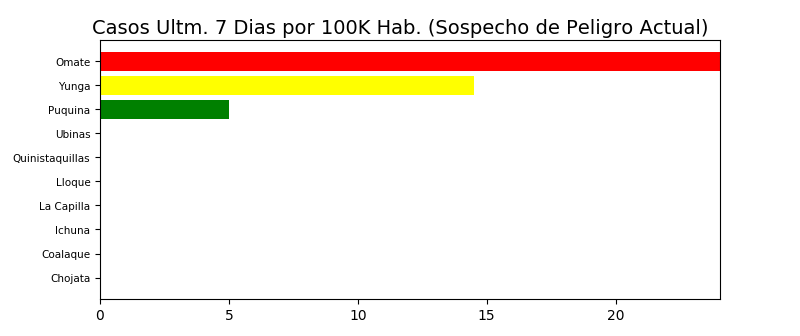 Casos Ultm. 7 Dias por 100K Hab. (Sospecho de Peligro Actual)
Omate
Yunga
Puquina
Ubinas
Quinistaquillas
Lloque
La Capilla
Ichuna
Coalaque
Chojata
0 5 10 15 20